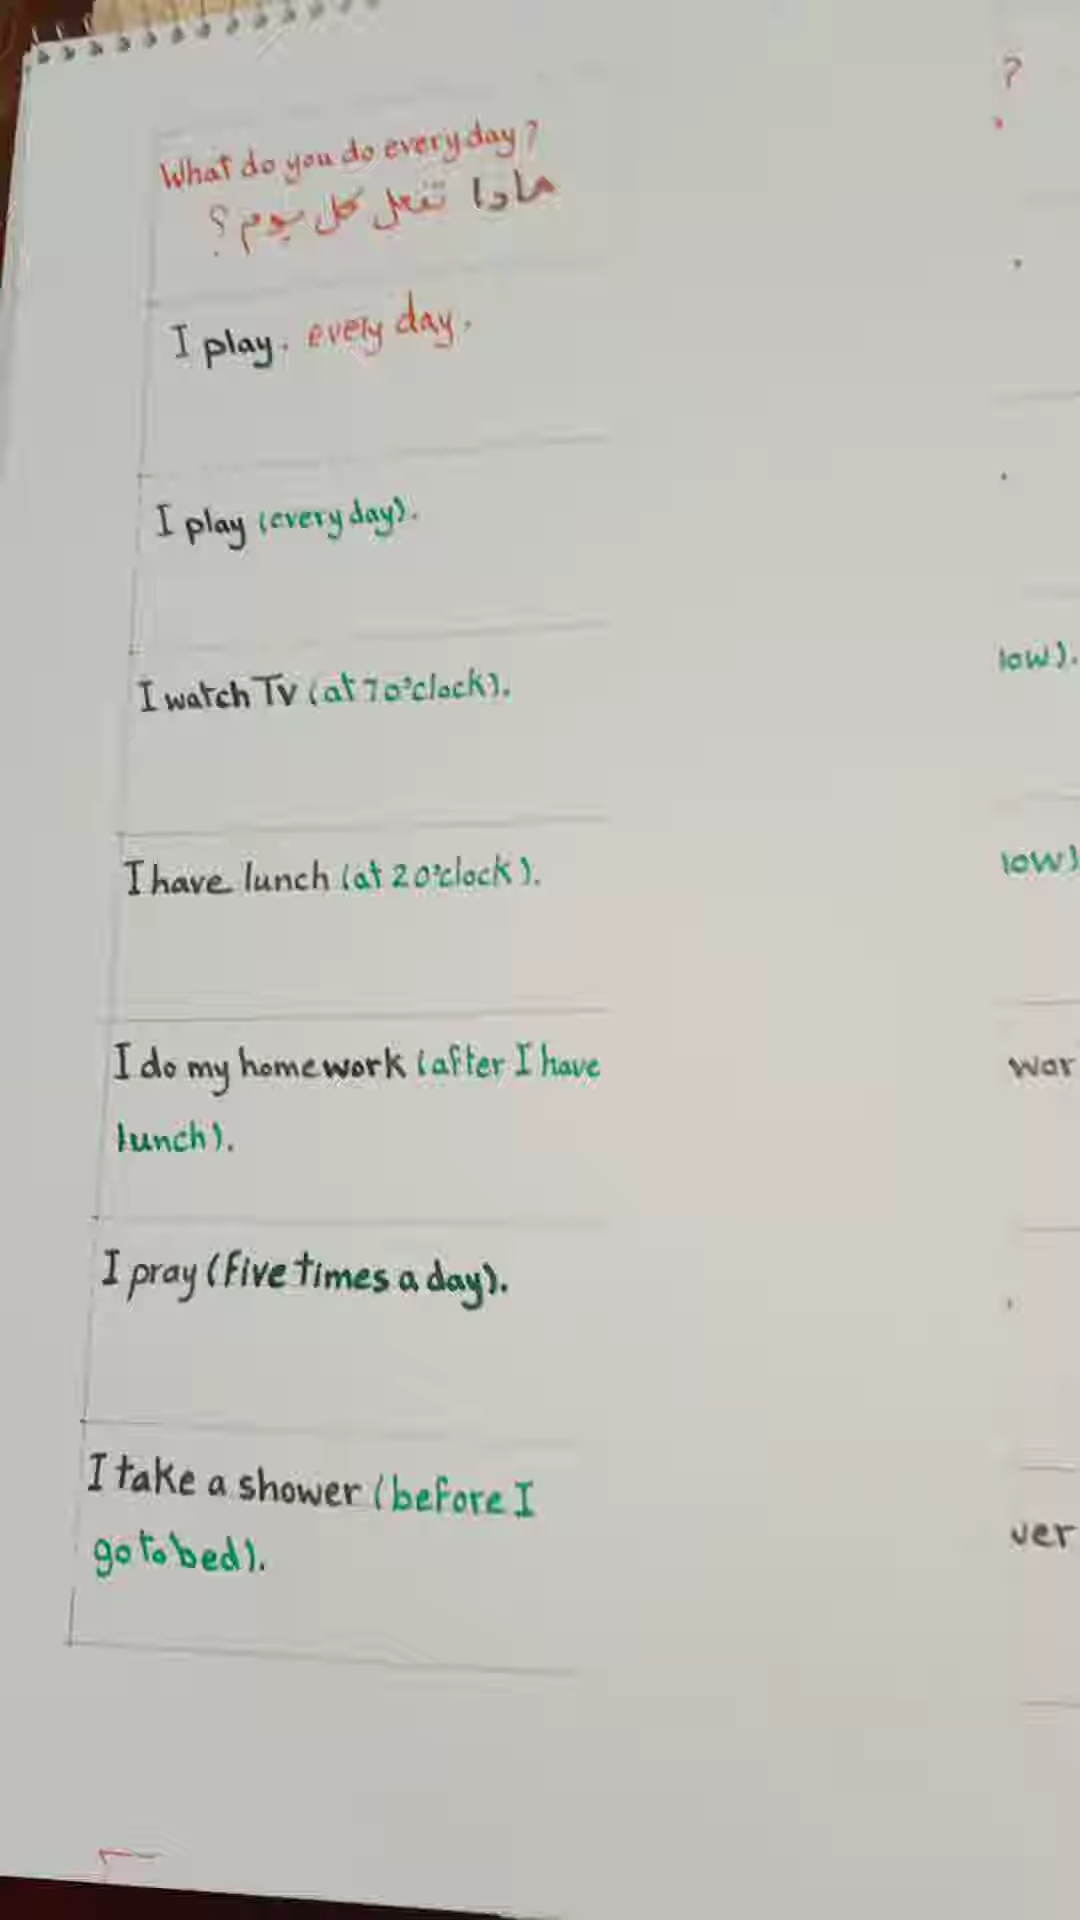 What do you do every day?
ماذا تفعل كل يوم؟
I play. every day.
I play (every day).
I watch Tv (at 7 o'clock).
I have lunch (at 2 o'clock).
I do my homework (after I have
lunch).
I pray (five times a day).
I take a shower (before I
go to bed).
?
low).
low)
wor
ver